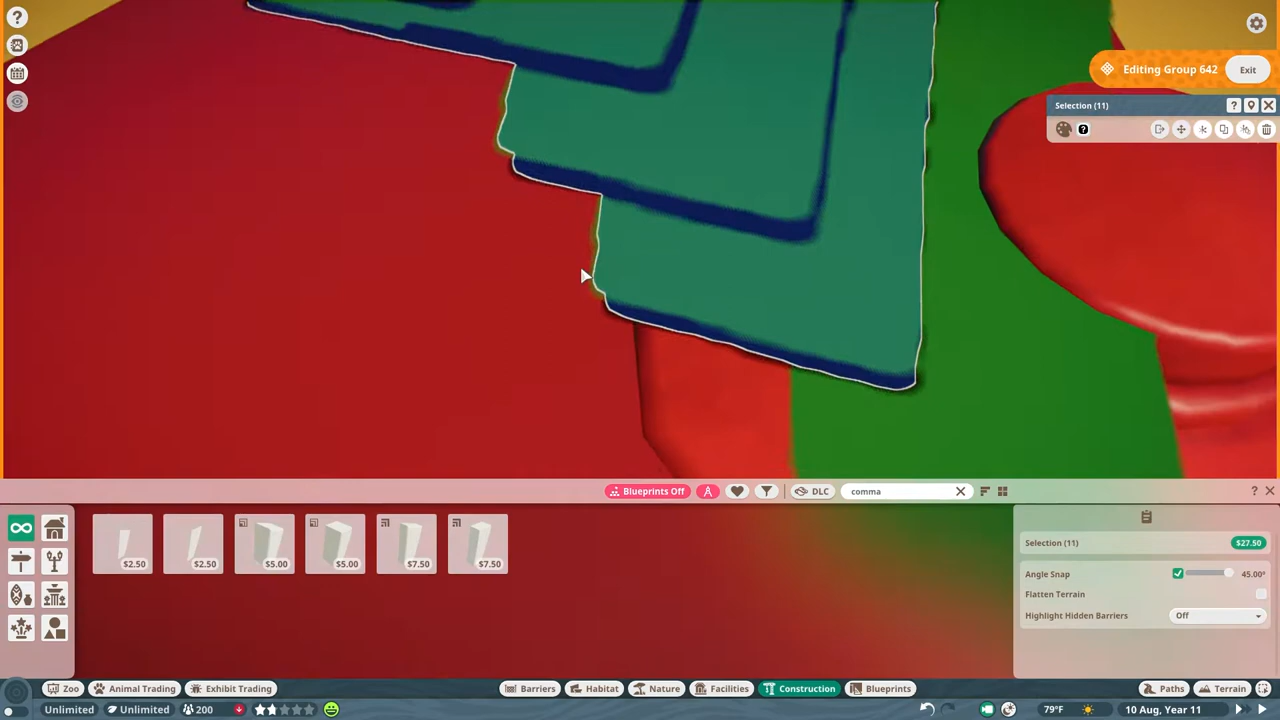 ?
Editing Group 642
Exit
Selection (11)
?
?
Blueprints Off
DLC
comma
?
$2.50
$2.50
$5.00
$5.00
$7.50
$7.50
Selection (11)
$27.50
Angle Snap
45.00°
Flatten Terrain
Highlight Hidden Barriers
Off
Zoo
Animal Trading
Exhibit Trading
Barriers
Habitat
Nature
Facilities
Construction
Blueprints
Paths
Terrain
Unlimited
Unlimited
200
79°F
10 Aug, Year 11